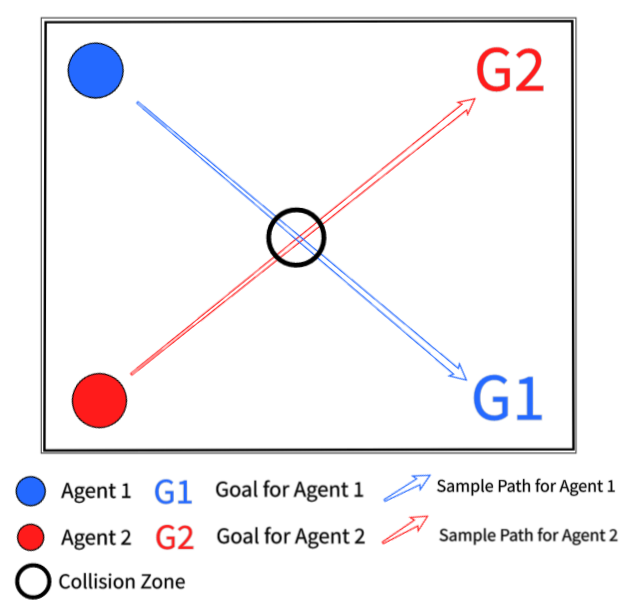 G2
G1
Agent 1 G1 Goal for Agent 1 Sample Path for Agent 1
Agent 2 G2 Goal for Agent 2 Sample Path for Agent 2
Collision Zone